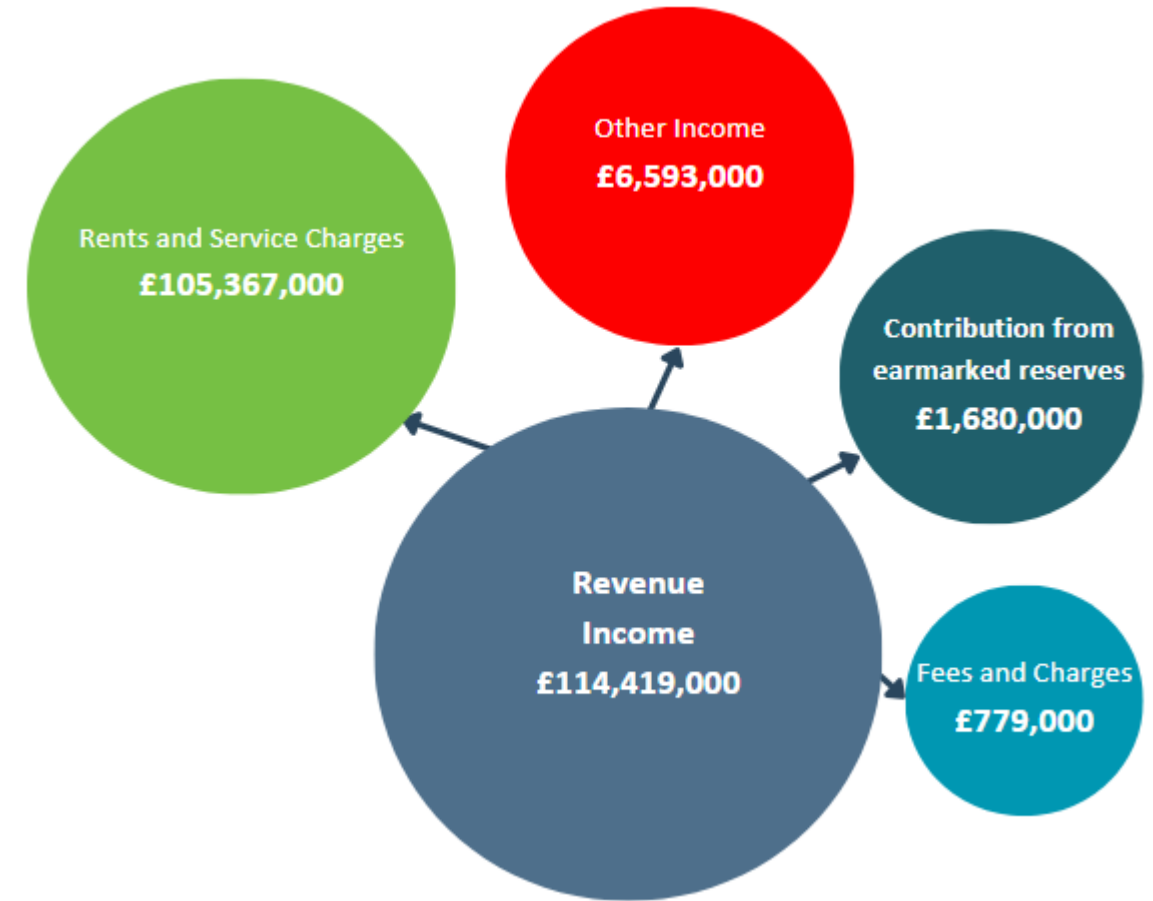 Other Income
£6,593,000
Rents and Service Charges
£105,367,000
Contribution from
earmarked reserves
£1,680,000
Revenue
Income
£114,419,000
Fees and Charges
£779,000